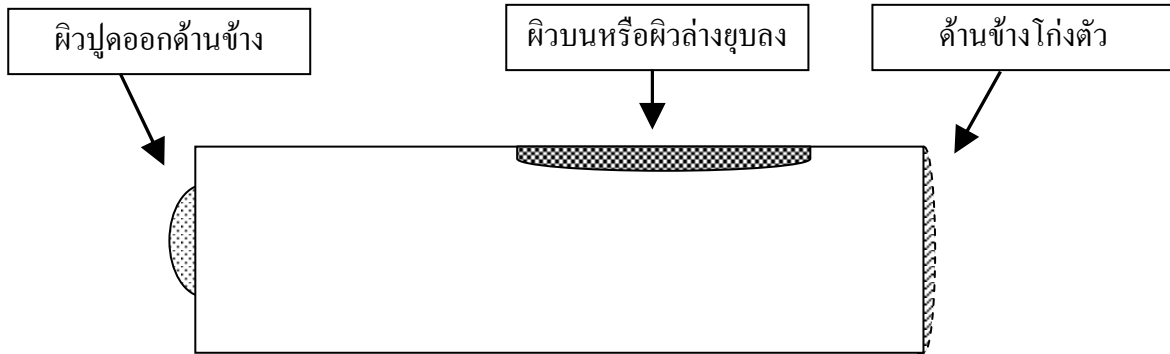 ผิวปูดออกด้านข้าง
ผิวบนหรือผิวล่างยุบลง
ด้านข้างโก่งตัว